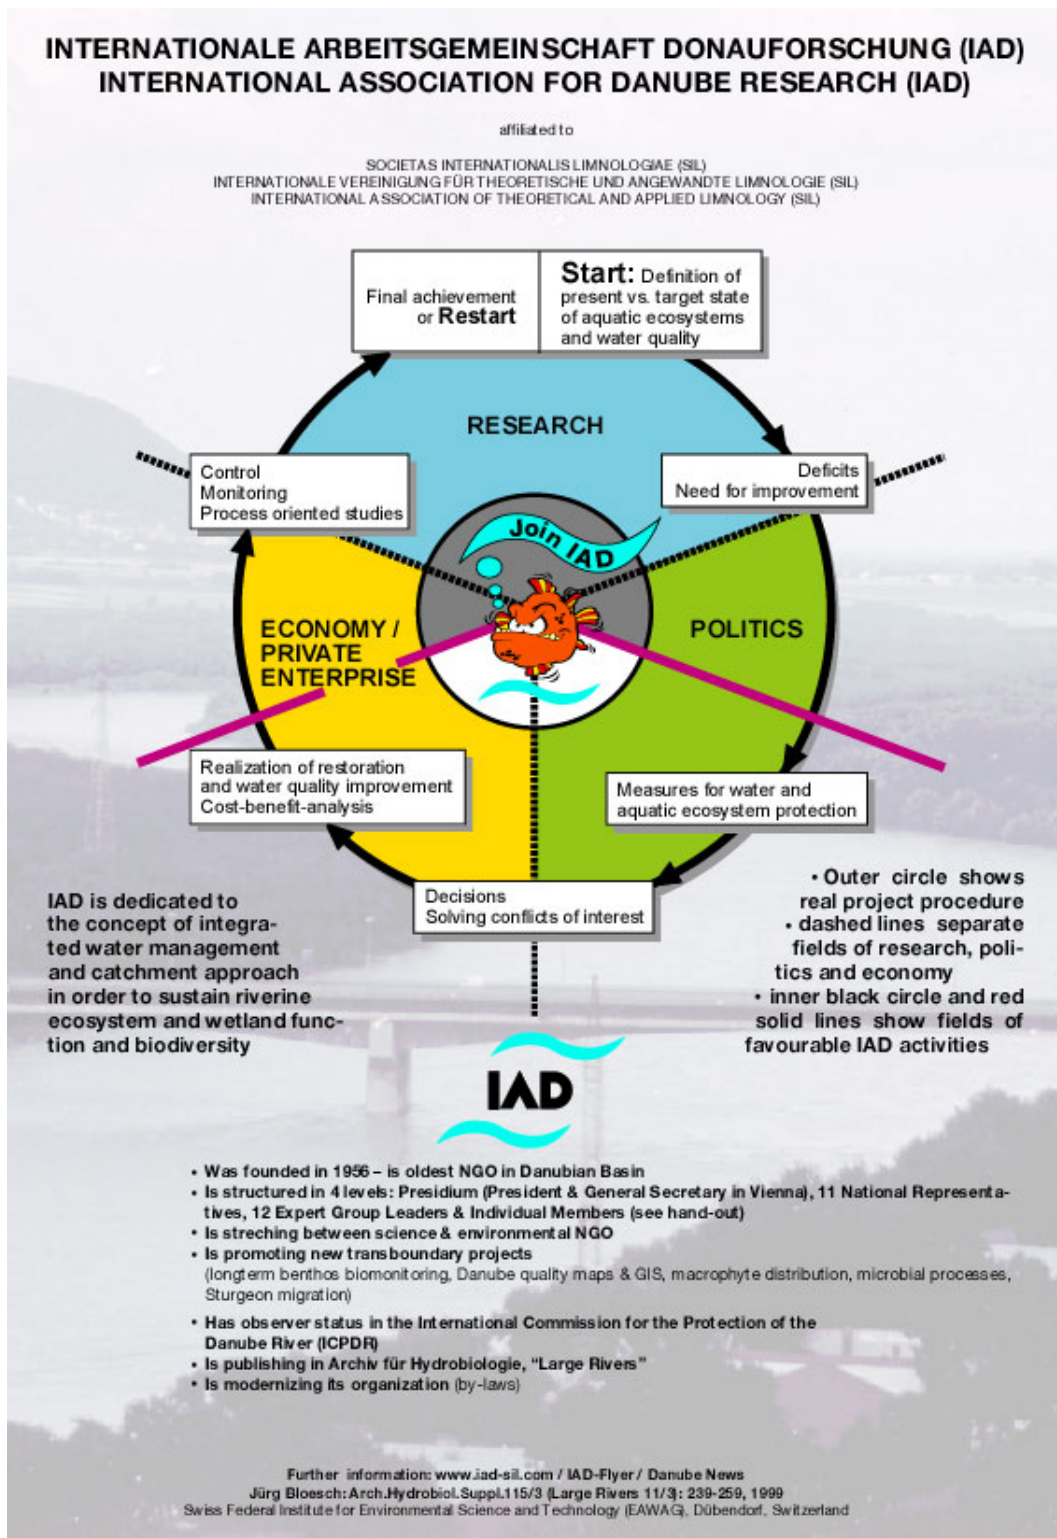 INTERNATIONALE ARBEITSGEMEINSCHAFT DONAUFORSCHUNG (IAD)
INTERNATIONAL ASSOCIATION FOR DANUBE RESEARCH (IAD)
affiliated to
SOCIETAS INTERNATIONALIS LIMNOLOGIAE (SIL)
INTERNATIONALE VEREINIGUNG FÜR THEORETISCHE UND ANGEWANDTE LIMNOLOGIE (SIL)
INTERNATIONAL ASSOCIATION OF THEORETICAL AND APPLIED LIMNOLOGY (SIL)
Final achievement
or Restart
Start: Definition of
present vs. target state
of aquatic ecosystems
and water quality
RESEARCH
Control
Monitoring
Process oriented studies
Deficits
Need for improvement
Join IAD
ECONOMY /
PRIVATE
ENTERPRISE
POLITICS
Realization of restoration
and water quality improvement
Cost-benefit-analysis
Measures for water and
aquatic ecosystem protection
Decisions
Solving conflicts of interest
IAD is dedicated to
the concept of integra-
ted water management
and catchment approach
in order to sustain riverine
ecosystem and wetland func-
tion and biodiversity
• Outer circle shows
real project procedure
• dashed lines separate
fields of research, poli-
tics and economy
• inner black circle and red
solid lines show fields of
favourable IAD activities
IAD
• Was founded in 1956 – is oldest NGO in Danubian Basin
• Is structured in 4 levels: Presidium (President & General Secretary in Vienna), 11 National Representa-
tives, 12 Expert Group Leaders & Individual Members (see hand-out)
• Is streching between science & environmental NGO
• Is promoting new transboundary projects
(longterm benthos biomonitoring, Danube quality maps & GIS, macrophyte distribution, microbial processes,
Sturgeon migration)
• Has observer status in the International Commission for the Protection of the
Danube River (ICPDR)
• Is publishing in Archiv für Hydrobiologie, “Large Rivers”
• Is modernizing its organization (by-laws)
Further information: www.iad-sil.com / IAD-Flyer / Danube News
Jürg Bloesch: Arch.Hydrobiol.Suppl.115/3 (Large Rivers 11/3): 239-259, 1999
Swiss Federal Institute for Environmental Science and Technology (EAWAG), Dübendorf, Switzerland